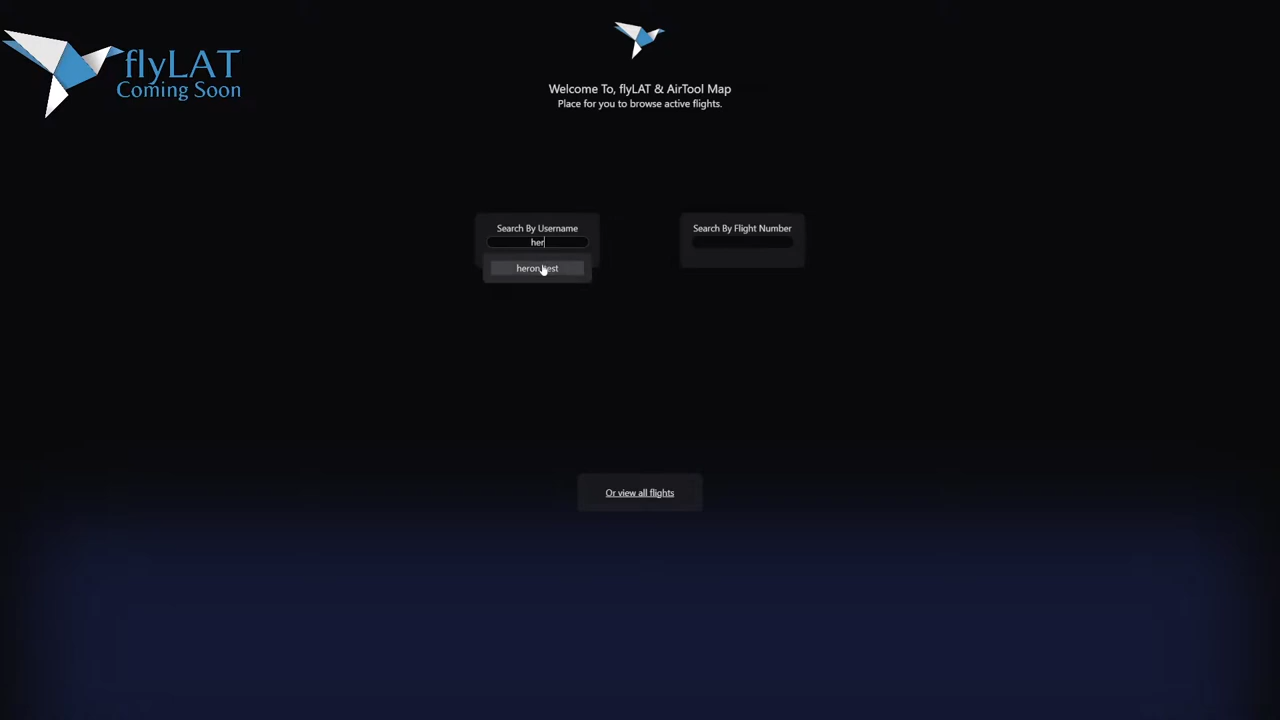 flyLAT
Coming Soon
Welcome To, flyLAT & AirTool Map
Place for you to browse active flights.
Search By Username
her
Search By Flight Number
Or view all flights